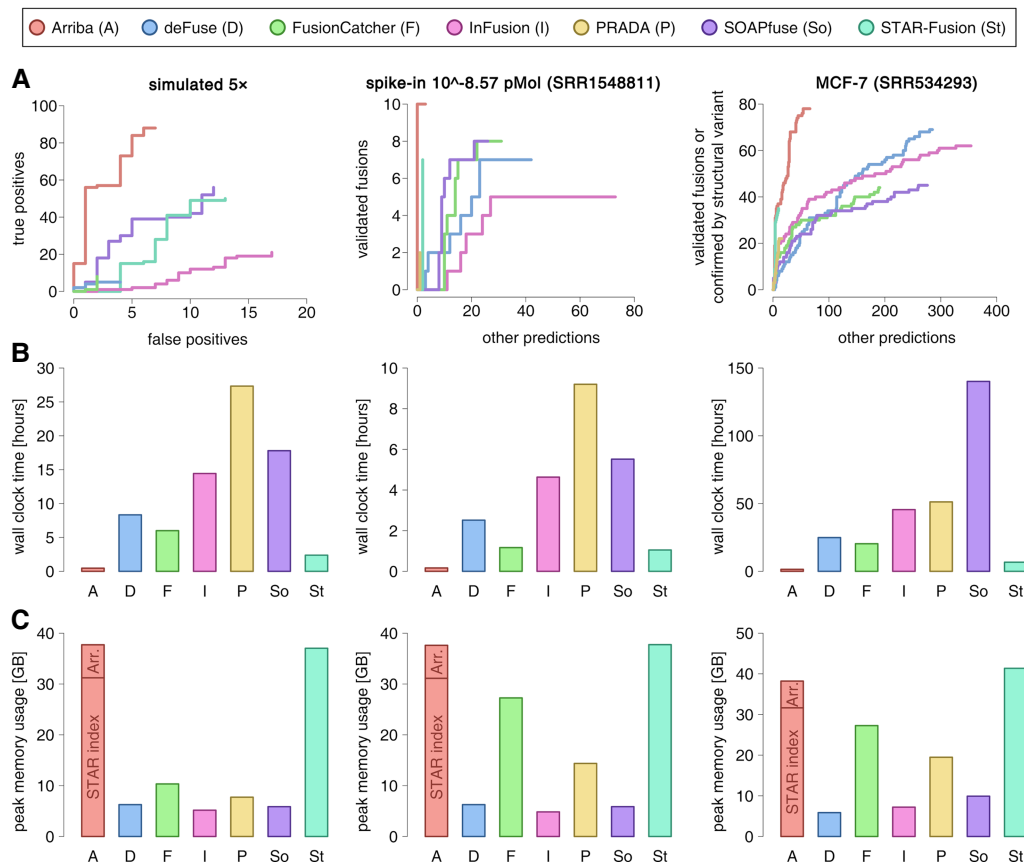 Arriba (A) deFuse (D) FusionCatcher (F) InFusion (I) PRADA (P) SOAPfuse (So) STAR-Fusion (St)
A
simulated 5×
true positives
100
80
60
40
20
0
0 5 10 15 20
false positives
spike-in 10^-8.57 pMol (SRR1548811)
validated fusions
10
8
6
4
2
0
0 20 40 60 80
other predictions
MCF-7 (SRR534293)
validated fusions or
confirmed by structural variant
80
60
40
20
0
0 100 200 300 400
other predictions
B
wall clock time [hours]
30
25
20
15
10
5
0
A D F I P So St
wall clock time [hours]
10
8
6
4
2
0
A D F I P So St
wall clock time [hours]
150
100
50
0
A D F I P So St
C
peak memory usage [GB]
40
30
20
10
0
Arr.
STAR index
A D F I P So St
peak memory usage [GB]
40
30
20
10
0
Arr.
STAR index
A D F I P So St
peak memory usage [GB]
50
40
30
20
10
0
Arr.
STAR index
A D F I P So St